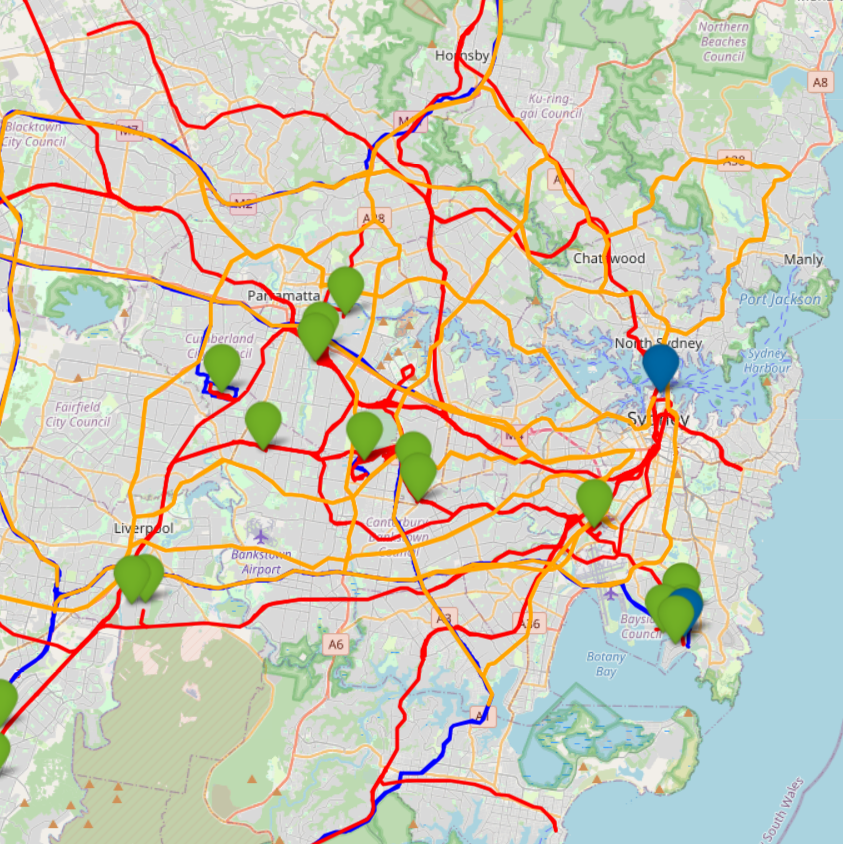 Northern
Beaches
Council
Hornsby
A8
Ku-ring-
gai Council
Blacktown
City Council
M7
A38
A1
M2
A28
Chatswood
Manly
Port Jackson
Parramatta
Cumberland
North Sydney
Sydney
Harbour
Fairfield
City Council
Sydney
M4
Liverpool
Canterbury
Bankstown
Council
Bankstown
Airport
A3
A36
Bayside
Council
A6
Botany
Bay
A1
South Wales